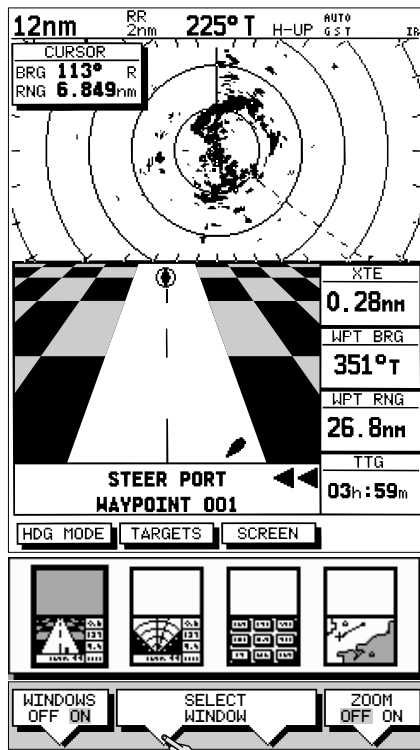 12nm RR 2nm 225°T H-UP AUTO GST IR
CURSOR
BRG 113° R
RNG 6.849nm
XTE
0.28nm
WPT BRG
351°T
WPT RNG
26.8nm
TTG
03h:59m
STEER PORT
WAYPOINT 001
HDG MODE TARGETS SCREEN
WINDOWS
OFF ON
SELECT
WINDOW
ZOOM
OFF ON